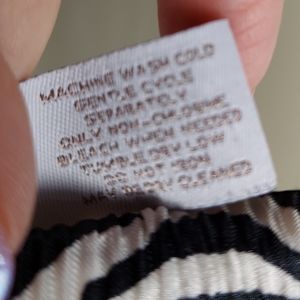 MACHINE WASH COLD
GENTLE CYCLE
SEPARATELY
ONLY NON-CHLORINE
BLEACH WHEN NEEDED
TUMBLE DRY LOW
DO NOT IRON
MAY BE DRY CLEANED